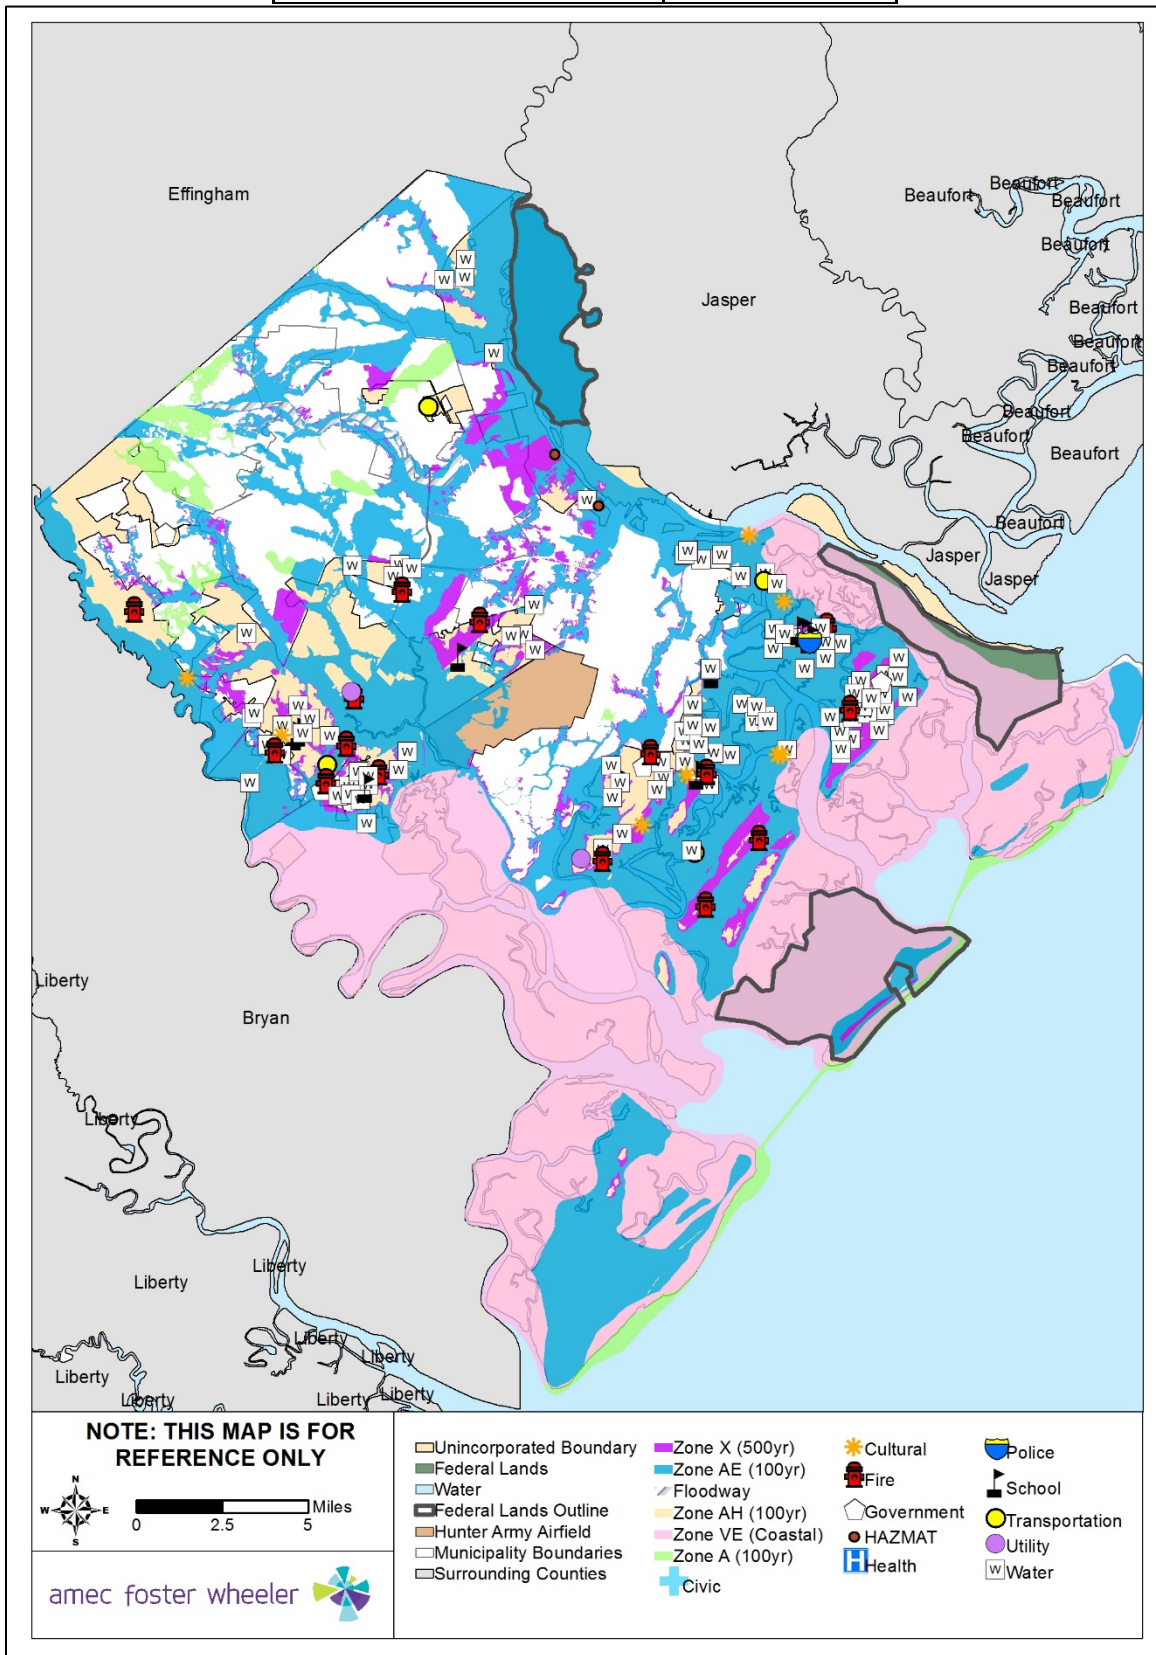 Effingham
Beaufort
Beaufort
Beaufort
Beaufort
Jasper
Beaufort
Beaufort
Beaufort
Beaufort
Beaufort
Beaufort
Beaufort
Jasper
Jasper
Liberty
Bryan
Liberty
Liberty
Liberty
Liberty
Liberty
Liberty
Liberty
Liberty
Liberty
NOTE: THIS MAP IS FOR
REFERENCE ONLY
N
W E
S
Miles
0 2.5 5
amec foster wheeler
Unincorporated Boundary
Federal Lands
Water
Federal Lands Outline
Hunter Army Airfield
Municipality Boundaries
Surrounding Counties
Zone X (500yr)
Zone AE (100yr)
Floodway
Zone AH (100yr)
Zone VE (Coastal)
Zone A (100yr)
Civic
Cultural
Fire
Government
HAZMAT
H Health
Police
School
Transportation
Utility
W Water